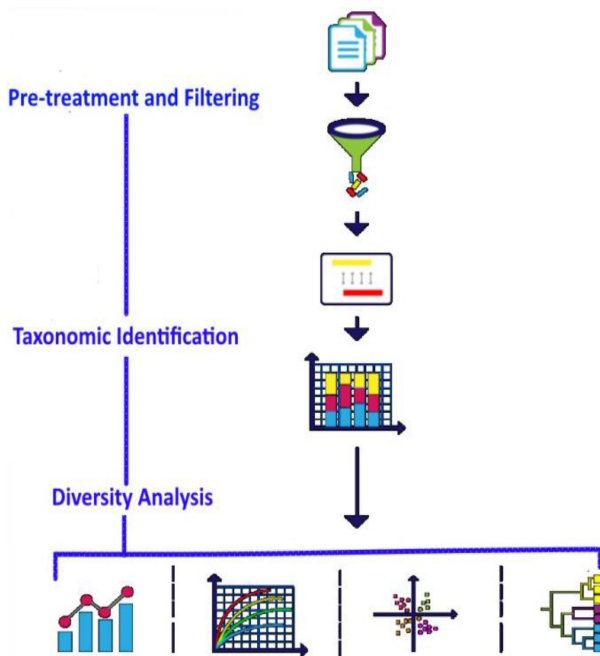 Pre-treatment and Filtering
Taxonomic Identification
Diversity Analysis